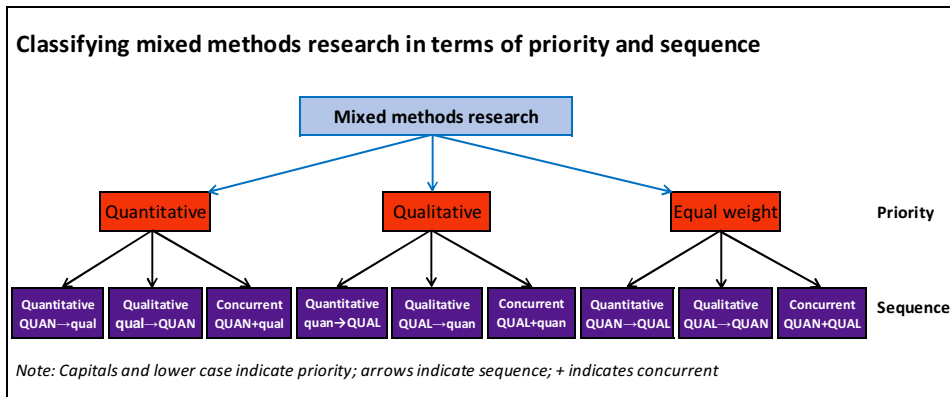 Classifying mixed methods research in terms of priority and sequence
Mixed methods research
Quantitative
Qualitative
Equal weight
Priority
Quantitative
QUAN→qual
Qualitative
qual→QUAN
Concurrent
QUAN+qual
Quantitative
quan→QUAL
Qualitative
QUAL→quan
Concurrent
QUAL+quan
Quantitative
QUAN→QUAL
Qualitative
QUAL→QUAN
Concurrent
QUAN+QUAL
Sequence
Note: Capitals and lower case indicate priority; arrows indicate sequence; + indicates concurrent